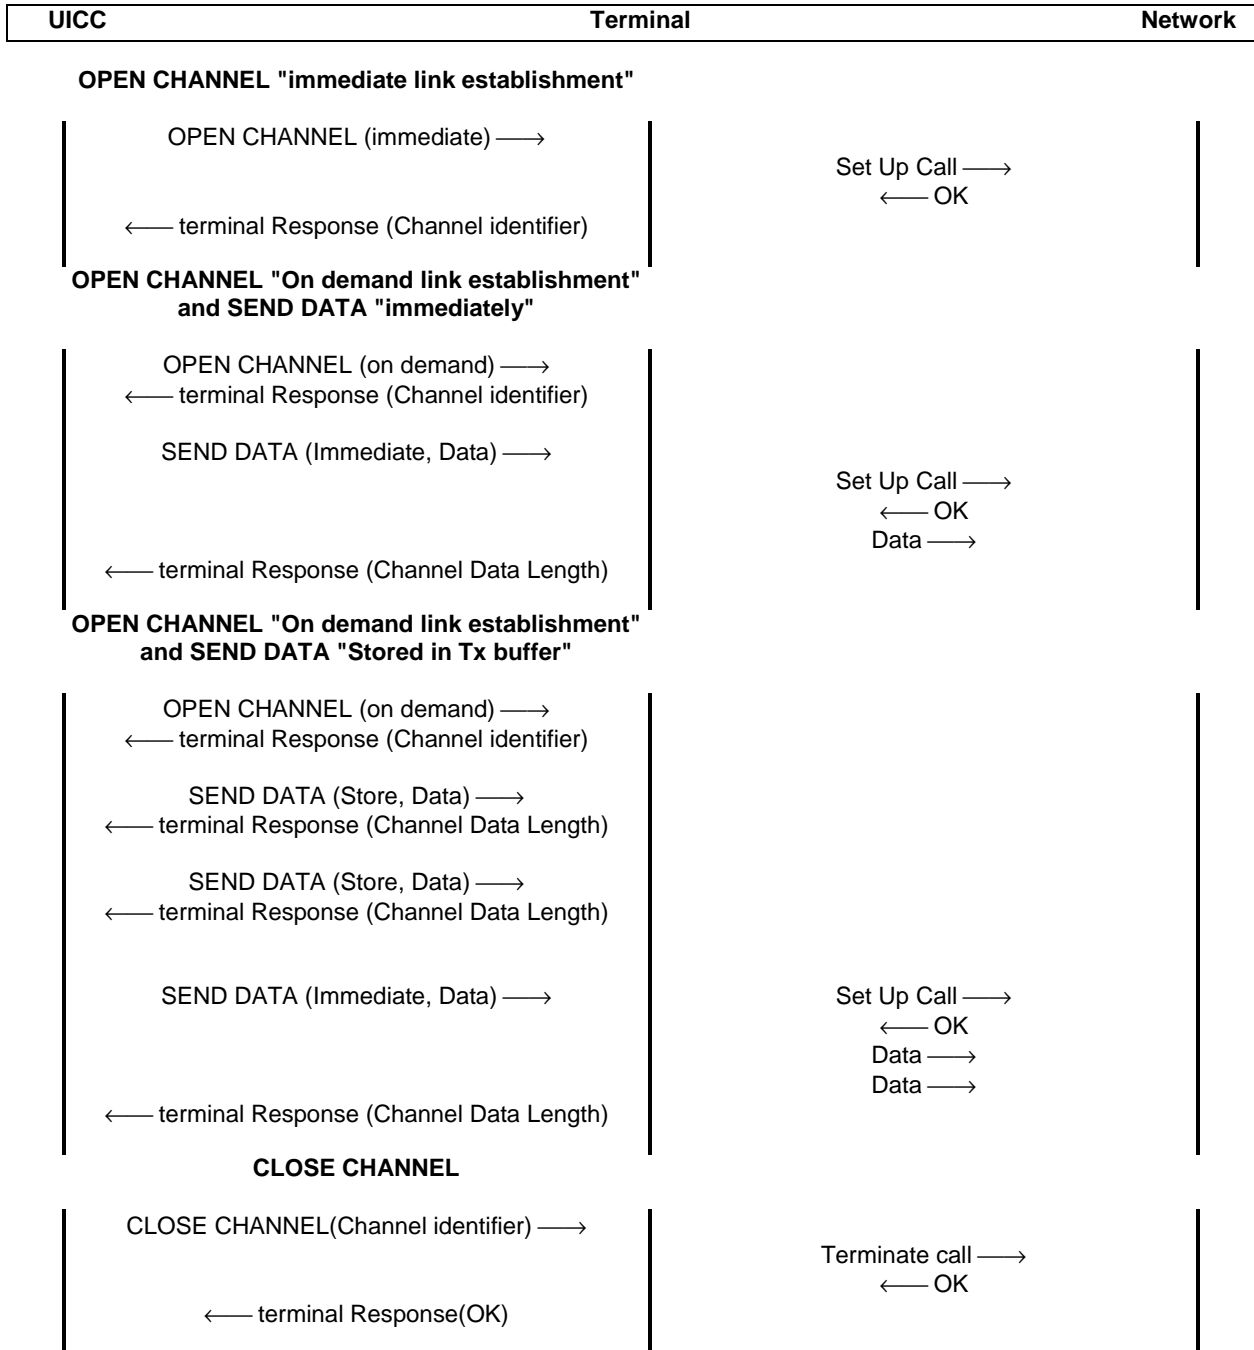 UICC Terminal Network
OPEN CHANNEL "immediate link establishment"
OPEN CHANNEL (immediate) ⟶
Set Up Call ⟶
⟵ OK
⟵ terminal Response (Channel identifier)
OPEN CHANNEL "On demand link establishment"
and SEND DATA "immediately"
OPEN CHANNEL (on demand) ⟶
⟵ terminal Response (Channel identifier)
SEND DATA (Immediate, Data) ⟶
Set Up Call ⟶
⟵ OK
Data ⟶
⟵ terminal Response (Channel Data Length)
OPEN CHANNEL "On demand link establishment"
and SEND DATA "Stored in Tx buffer"
OPEN CHANNEL (on demand) ⟶
⟵ terminal Response (Channel identifier)
SEND DATA (Store, Data) ⟶
⟵ terminal Response (Channel Data Length)
SEND DATA (Store, Data) ⟶
⟵ terminal Response (Channel Data Length)
SEND DATA (Immediate, Data) ⟶ Set Up Call ⟶
⟵ OK
Data ⟶
Data ⟶
⟵ terminal Response (Channel Data Length)
CLOSE CHANNEL
CLOSE CHANNEL(Channel identifier) ⟶
Terminate call ⟶
⟵ OK
⟵ terminal Response(OK)